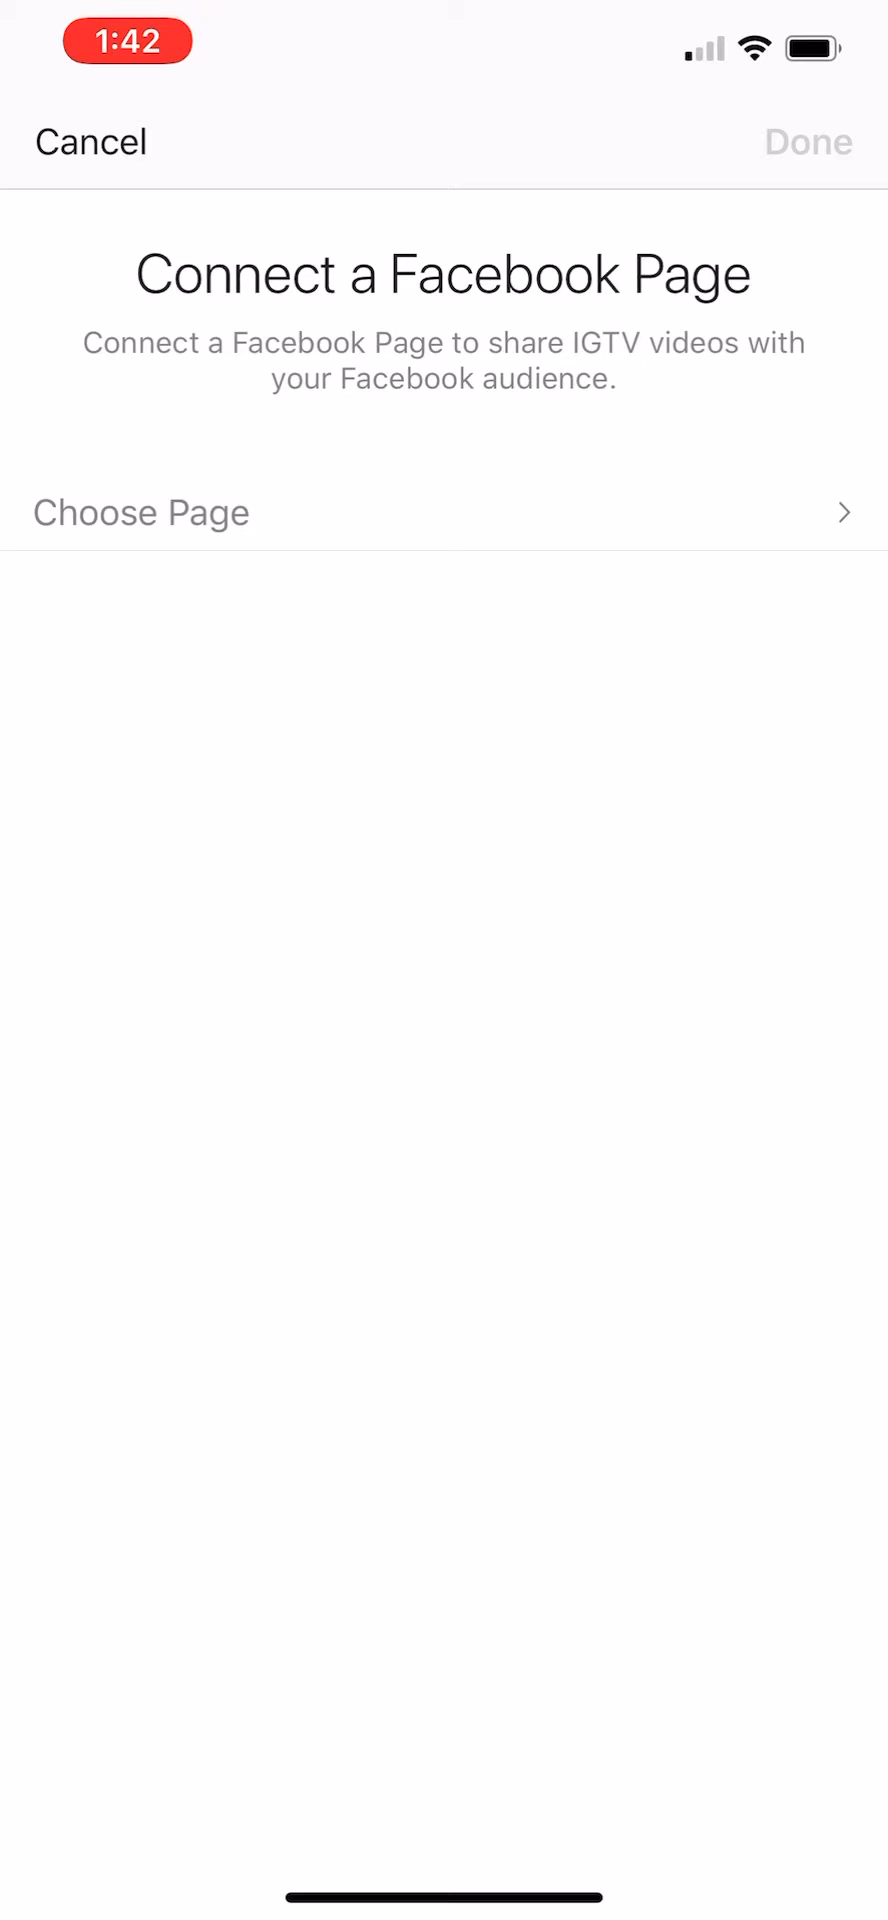 1:42
Cancel
Done
Connect a Facebook Page
Connect a Facebook Page to share IGTV videos with
your Facebook audience.
Choose Page